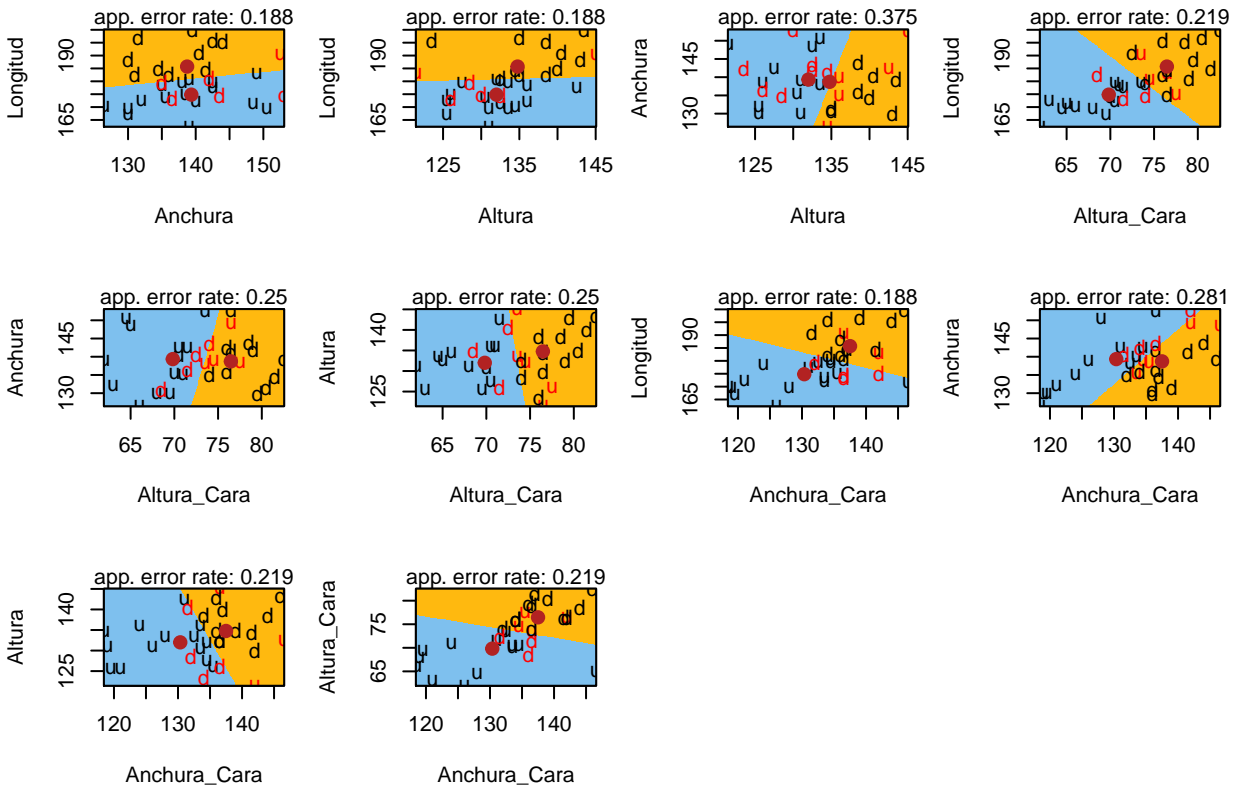 app. error rate: 0.188
Longitud
165
190
130
140
150
Anchura
app. error rate: 0.188
Longitud
165
190
125
135
145
Altura
app. error rate: 0.375
Anchura
130
145
125
135
145
Altura
app. error rate: 0.219
Longitud
165
190
65
70
75
80
Altura_Cara
app. error rate: 0.25
Anchura
130
145
65
70
75
80
Altura_Cara
app. error rate: 0.25
Altura
125
140
65
70
75
80
Altura_Cara
app. error rate: 0.188
Longitud
165
190
120
130
140
Anchura_Cara
app. error rate: 0.281
Anchura
130
145
120
130
140
Anchura_Cara
app. error rate: 0.219
Altura
125
140
120
130
140
Anchura_Cara
app. error rate: 0.219
Altura_Cara
65
75
120
130
140
Anchura_Cara